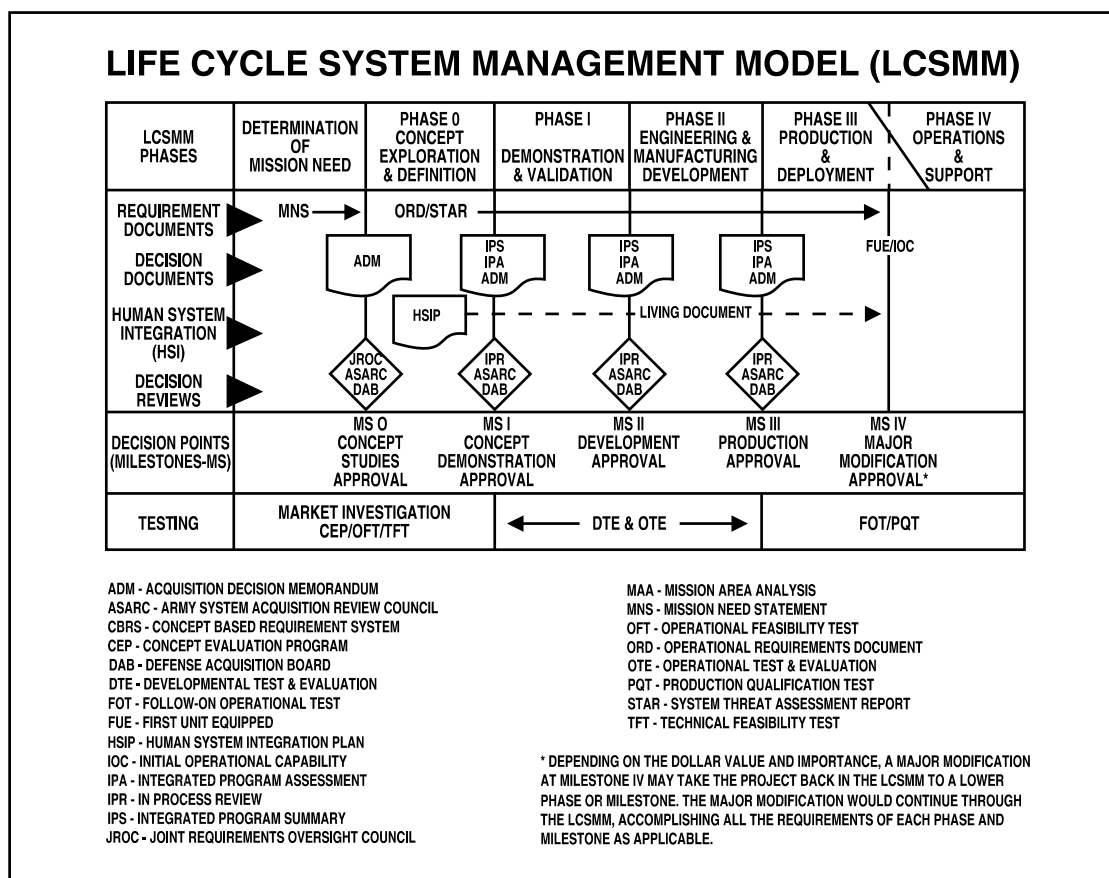 LIFE CYCLE SYSTEM MANAGEMENT MODEL (LCSMM)
LCSMM
PHASES
DETERMINATION
OF
MISSION NEED
PHASE 0
CONCEPT
EXPLORATION
& DEFINITION
PHASE I
DEMONSTRATION
& VALIDATION
PHASE II
ENGINEERING &
MANUFACTURING
DEVELOPMENT
PHASE III
PRODUCTION
&
DEPLOYMENT
PHASE IV
OPERATIONS
&
SUPPORT
REQUIREMENT
DOCUMENTS
MNS
ORD/STAR
FUE/IOC
DECISION
DOCUMENTS
ADM
IPS
IPA
ADM
IPS
IPA
ADM
IPS
IPA
ADM
HUMAN SYSTEM
INTEGRATION
(HSI)
HSIP
LIVING DOCUMENT
DECISION
REVIEWS
JROC
ASARC
DAB
IPR
ASARC
DAB
IPR
ASARC
DAB
IPR
ASARC
DAB
DECISION POINTS
(MILESTONES-MS)
MS O
CONCEPT
STUDIES
APPROVAL
MS I
CONCEPT
DEMONSTRATION
APPROVAL
MS II
DEVELOPMENT
APPROVAL
MS III
PRODUCTION
APPROVAL
MS IV
MAJOR
MODIFICATION
APPROVAL*
TESTING
MARKET INVESTIGATION
CEP/OFT/TFT
DTE & OTE
FOT/PQT
ADM - ACQUISITION DECISION MEMORANDUM
ASARC - ARMY SYSTEM ACQUISITION REVIEW COUNCIL
CBRS - CONCEPT BASED REQUIREMENT SYSTEM
CEP - CONCEPT EVALUATION PROGRAM
DAB - DEFENSE ACQUISITION BOARD
DTE - DEVELOPMENTAL TEST & EVALUATION
FOT - FOLLOW-ON OPERATIONAL TEST
FUE - FIRST UNIT EQUIPPED
HSIP - HUMAN SYSTEM INTEGRATION PLAN
IOC - INITIAL OPERATIONAL CAPABILITY
IPA - INTEGRATED PROGRAM ASSESSMENT
IPR - IN PROCESS REVIEW
IPS - INTEGRATED PROGRAM SUMMARY
JROC - JOINT REQUIREMENTS OVERSIGHT COUNCIL
MAA - MISSION AREA ANALYSIS
MNS - MISSION NEED STATEMENT
OFT - OPERATIONAL FEASIBILITY TEST
ORD - OPERATIONAL REQUIREMENTS DOCUMENT
OTE - OPERATIONAL TEST & EVALUATION
PQT - PRODUCTION QUALIFICATION TEST
STAR - SYSTEM THREAT ASSESSMENT REPORT
TFT - TECHNICAL FEASIBILITY TEST
* DEPENDING ON THE DOLLAR VALUE AND IMPORTANCE, A MAJOR MODIFICATION
AT MILESTONE IV MAY TAKE THE PROJECT BACK IN THE LCSMM TO A LOWER
PHASE OR MILESTONE. THE MAJOR MODIFICATION WOULD CONTINUE THROUGH
THE LCSMM, ACCOMPLISHING ALL THE REQUIREMENTS OF EACH PHASE AND
MILESTONE AS APPLICABLE.